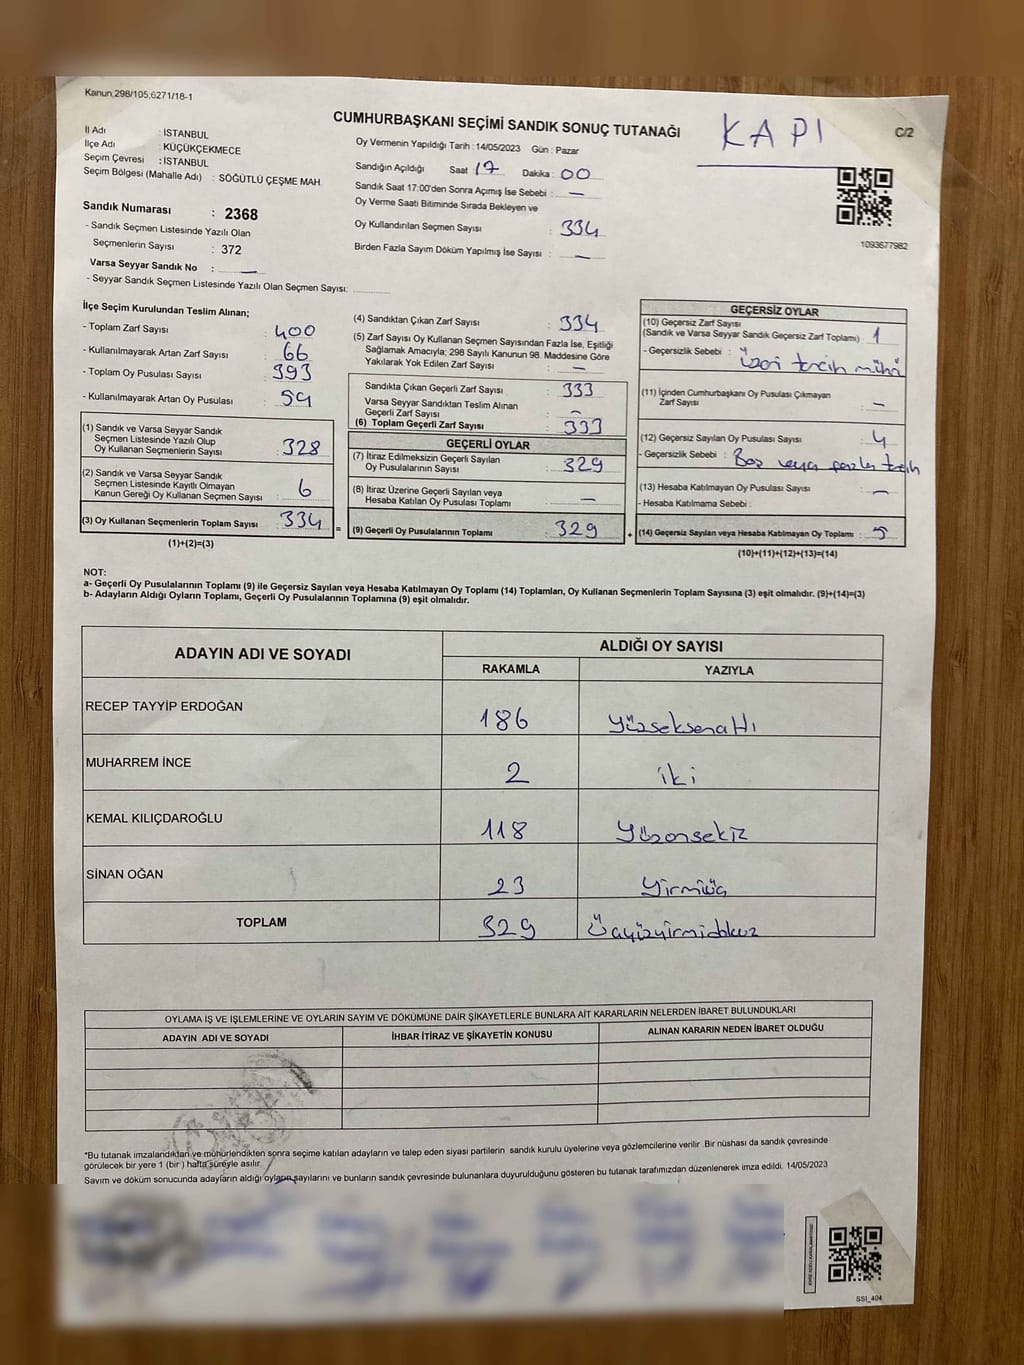 Kanun,298/105,6271/18-1
CUMHURBAŞKANI SEÇİMİ SANDIK SONUÇ TUTANAĞI
KAPI
C/2
İl Adı : İSTANBUL
İlçe Adı : KÜÇÜKÇEKMECE
Seçim Çevresi : İSTANBUL
Seçim Bölgesi (Mahalle Adı) : SÖĞÜTLÜ ÇEŞME MAH.
Sandık Numarası : 2368
- Sandık Seçmen Listesinde Yazılı Olan
Seçmenlerin Sayısı : 372
Varsa Seyyar Sandık No : —
- Seyyar Sandık Seçmen Listesinde Yazılı Olan Seçmen Sayısı:
Oy Vermenin Yapıldığı Tarih : 14/05/2023 Gün : Pazar
Sandığın Açıldığı Saat : 17 Dakika : 00
Sandık Saat 17:00'den Sonra Açımış İse Sebebi : —
Oy Verme Saati Bitiminde Sırada Bekleyen ve
Oy Kullandırılan Seçmen Sayısı : 334
Birden Fazla Sayım Döküm Yapılmış İse Sayısı : —
1093677982
İlçe Seçim Kurulundan Teslim Alınan;
- Toplam Zarf Sayısı : 400
- Kullanılmayarak Artan Zarf Sayısı : 66
- Toplam Oy Pusulası Sayısı : 393
- Kullanılmayarak Artan Oy Pusulası : 59
(1) Sandık ve Varsa Seyyar Sandık
Seçmen Listesinde Yazılı Olup
Oy Kullanan Seçmenlerin Sayısı : 328
(2) Sandık ve Varsa Seyyar Sandık
Seçmen Listesinde Kayıtlı Olmayan
Kanun Gereği Oy Kullanan Seçmen Sayısı : 6
(3) Oy Kullanan Seçmenlerin Toplam Sayısı : 334
(1)+(2)=(3)
=
(4) Sandıktan Çıkan Zarf Sayısı : 334
(5) Zarf Sayısı Oy Kullanan Seçmen Sayısından Fazla İse, Eşitliği
Sağlamak Amacıyla; 298 Sayılı Kanunun 98. Maddesine Göre
Yakılarak Yok Edilen Zarf Sayısı : —
Sandıkta Çıkan Geçerli Zarf Sayısı : 333
Varsa Seyyar Sandıktan Teslim Alınan
Geçerli Zarf Sayısı : —
(6) Toplam Geçerli Zarf Sayısı : 333
GEÇERLİ OYLAR
(7) İtiraz Edilmeksizin Geçerli Sayılan
Oy Pusulalarının Sayısı : 329
(8) İtiraz Üzerine Geçerli Sayılan veya
Hesaba Katılan Oy Pusulası Toplamı : —
(9) Geçerli Oy Pusulalarının Toplamı : 329
+
GEÇERSİZ OYLAR
(10) Geçersiz Zarf Sayısı
(Sandık ve Varsa Seyyar Sandık Geçersiz Zarf Toplamı) : 1
- Geçersizlik Sebebi : Üzeri tercih mühü
(11) İçinden Cumhurbaşkanı Oy Pusulası Çıkmayan
Zarf Sayısı : —
(12) Geçersiz Sayılan Oy Pusulası Sayısı : 4
- Geçersizlik Sebebi : Boş veya fazla tercih
(13) Hesaba Katılmayan Oy Pusulası Sayısı : —
- Hesaba Katılmama Sebebi :
(14) Geçersiz Sayılan veya Hesaba Katılmayan Oy Toplamı : 5
(10)+(11)+(12)+(13)=(14)
NOT:
a- Geçerli Oy Pusulalarının Toplamı (9) ile Geçersiz Sayılan veya Hesaba Katılmayan Oy Toplamı (14) Toplamları, Oy Kullanan Seçmenlerin Toplam Sayısına (3) eşit olmalıdır. (9)+(14)=(3)
b- Adayların Aldığı Oyların Toplamı, Geçerli Oy Pusulalarının Toplamına (9) eşit olmalıdır.
ADAYIN ADI VE SOYADI ALDIĞI OY SAYISI
RAKAMLA YAZIYLA
RECEP TAYYİP ERDOĞAN 186 Yüzseksenaltı
MUHARREM İNCE 2 iki
KEMAL KILIÇDAROĞLU 118 Yüzonsekiz
SİNAN OĞAN 23 Yirmiüç
TOPLAM 329 Üçyüzyirmidokuz
OYLAMA İŞ VE İŞLEMLERİNE VE OYLARIN SAYIM VE DÖKÜMÜNE DAİR ŞİKAYETLERLE BUNLARA AİT KARARLARIN NELERDEN İBARET BULUNDUKLARI
ADAYIN ADI VE SOYADI İHBAR İTİRAZ VE ŞİKAYETİN KONUSU ALINAN KARARIN NEDEN İBARET OLDUĞU
*Bu tutanak imzalandıktan ve mühürlendikten sonra seçime katılan adayların ve talep eden siyasi partilerin sandık kurulu üyelerine veya gözlemcilerine verilir .Bir nüshası da sandık çevresinde
görülecek bir yere 1 (bir ) hafta süreyle asılır.
Sayım ve döküm sonucunda adayların aldığı oyların sayılarını ve bunların sandık çevresinde bulunanlara duyurulduğunu gösteren bu tutanak tarafımızdan düzenlenerek imza edildi. 14/05/2023
SSİ_404